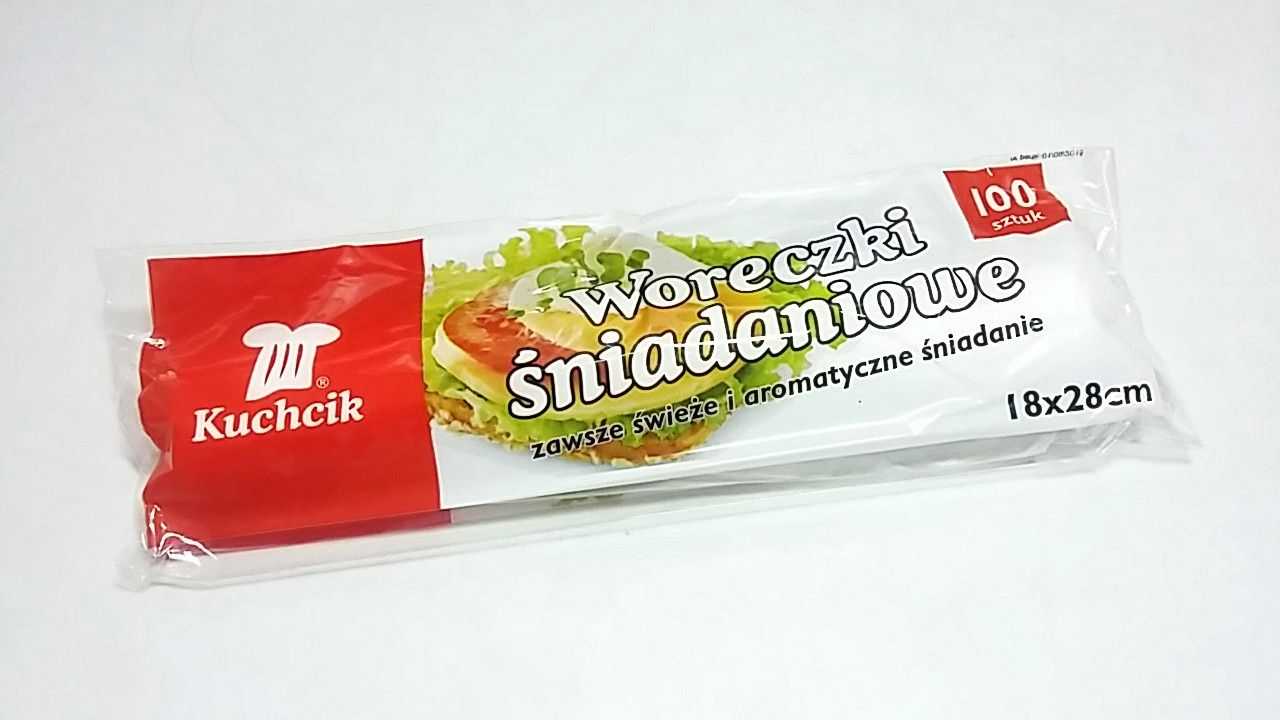 100
sztuk
Woreczki
śniadaniowe
zawsze świeże i aromatyczne śniadanie
18x28cm
®
Kuchcik